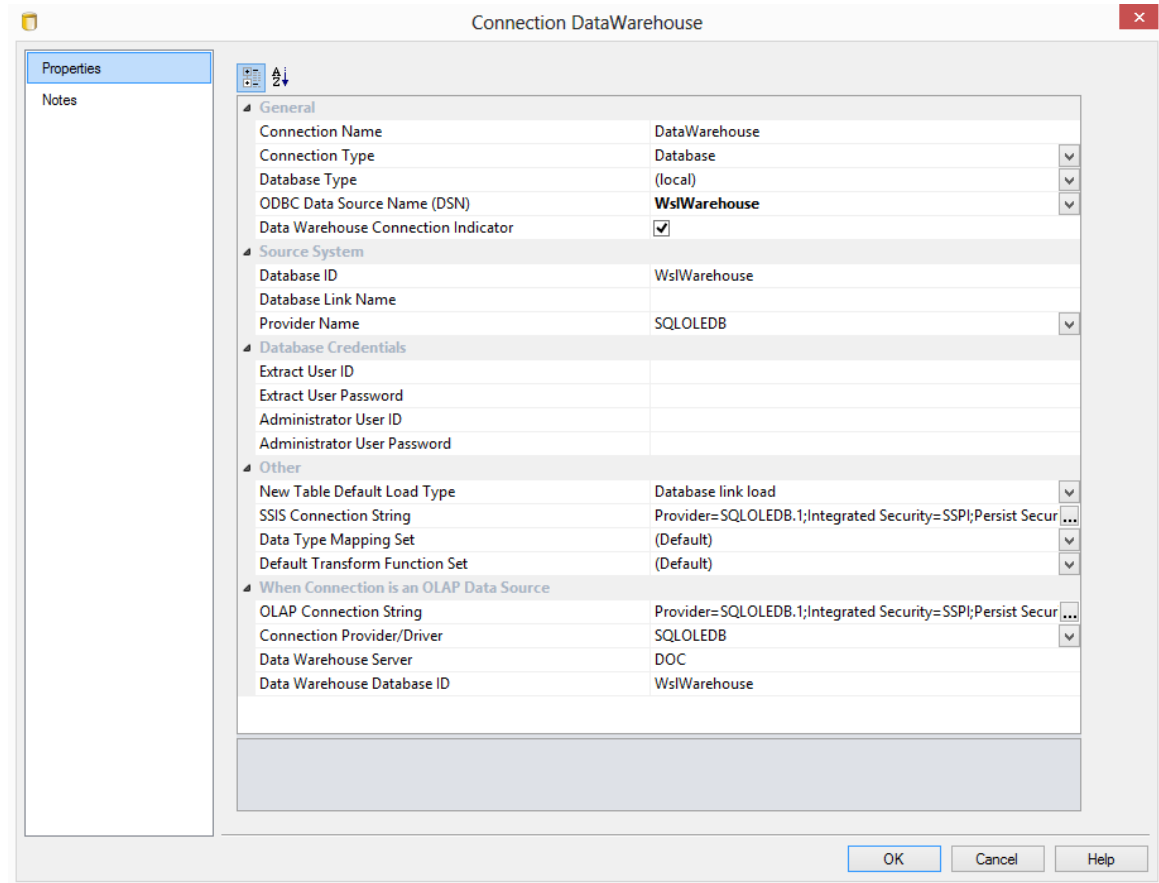 Connection DataWarehouse
Properties
Notes
General
Connection Name DataWarehouse
Connection Type Database
Database Type (local)
ODBC Data Source Name (DSN) WslWarehouse
Data Warehouse Connection Indicator
Source System
Database ID WslWarehouse
Database Link Name
Provider Name SQLOLEDB
Database Credentials
Extract User ID
Extract User Password
Administrator User ID
Administrator User Password
Other
New Table Default Load Type Database link load
SSIS Connection String Provider=SQLOLEDB.1;Integrated Security=SSPI;Persist Secur ...
Data Type Mapping Set (Default)
Default Transform Function Set (Default)
When Connection is an OLAP Data Source
OLAP Connection String Provider=SQLOLEDB.1;Integrated Security=SSPI;Persist Secur ...
Connection Provider/Driver SQLOLEDB
Data Warehouse Server DOC
Data Warehouse Database ID WslWarehouse
OK Cancel Help